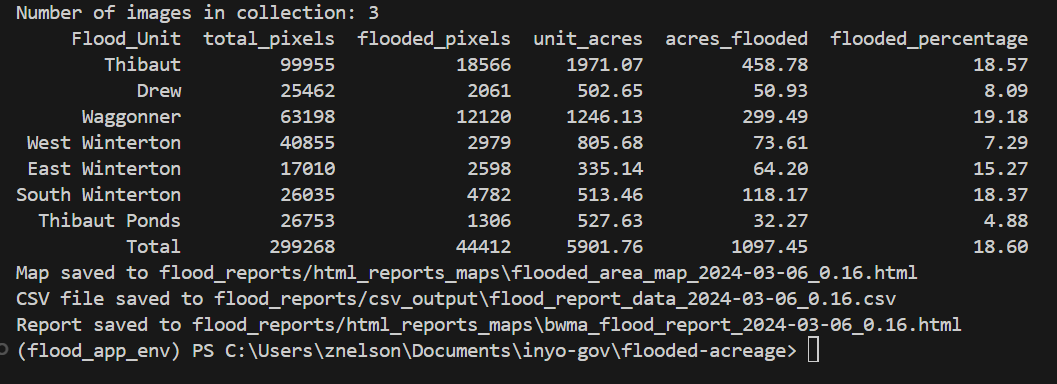 Number of images in collection: 3
Flood_Unit total_pixels flooded_pixels unit_acres acres_flooded flooded_percentage
Thibaut 99955 18566 1971.07 458.78 18.57
Drew 25462 2061 502.65 50.93 8.09
Waggonner 63198 12120 1246.13 299.49 19.18
West Winterton 40855 2979 805.68 73.61 7.29
East Winterton 17010 2598 335.14 64.20 15.27
South Winterton 26035 4782 513.46 118.17 18.37
Thibaut Ponds 26753 1306 527.63 32.27 4.88
Total 299268 44412 5901.76 1097.45 18.60
Map saved to flood_reports/html_reports_maps\flooded_area_map_2024-03-06_0.16.html
CSV file saved to flood_reports/csv_output\flood_report_data_2024-03-06_0.16.csv
Report saved to flood_reports/html_reports_maps\bwma_flood_report_2024-03-06_0.16.html
(flood_app_env) PS C:\Users\znelson\Documents\inyo-gov\flooded-acreage>